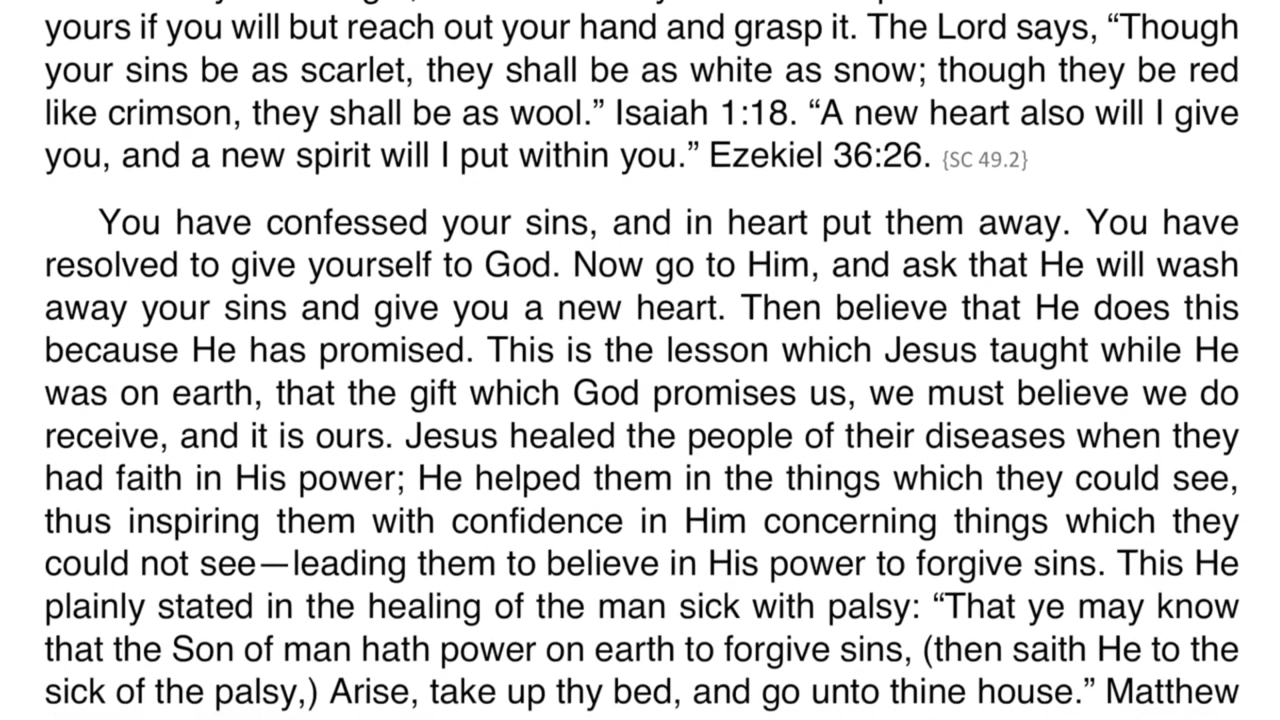 yours if you will but reach out your hand and grasp it. The Lord says, “Though
your sins be as scarlet, they shall be as white as snow; though they be red
like crimson, they shall be as wool.” Isaiah 1:18. “A new heart also will I give
you, and a new spirit will I put within you.” Ezekiel 36:26. {SC 49.2}
You have confessed your sins, and in heart put them away. You have
resolved to give yourself to God. Now go to Him, and ask that He will wash
away your sins and give you a new heart. Then believe that He does this
because He has promised. This is the lesson which Jesus taught while He
was on earth, that the gift which God promises us, we must believe we do
receive, and it is ours. Jesus healed the people of their diseases when they
had faith in His power; He helped them in the things which they could see,
thus inspiring them with confidence in Him concerning things which they
could not see—leading them to believe in His power to forgive sins. This He
plainly stated in the healing of the man sick with palsy: “That ye may know
that the Son of man hath power on earth to forgive sins, (then saith He to the
sick of the palsy,) Arise, take up thy bed, and go unto thine house.” Matthew